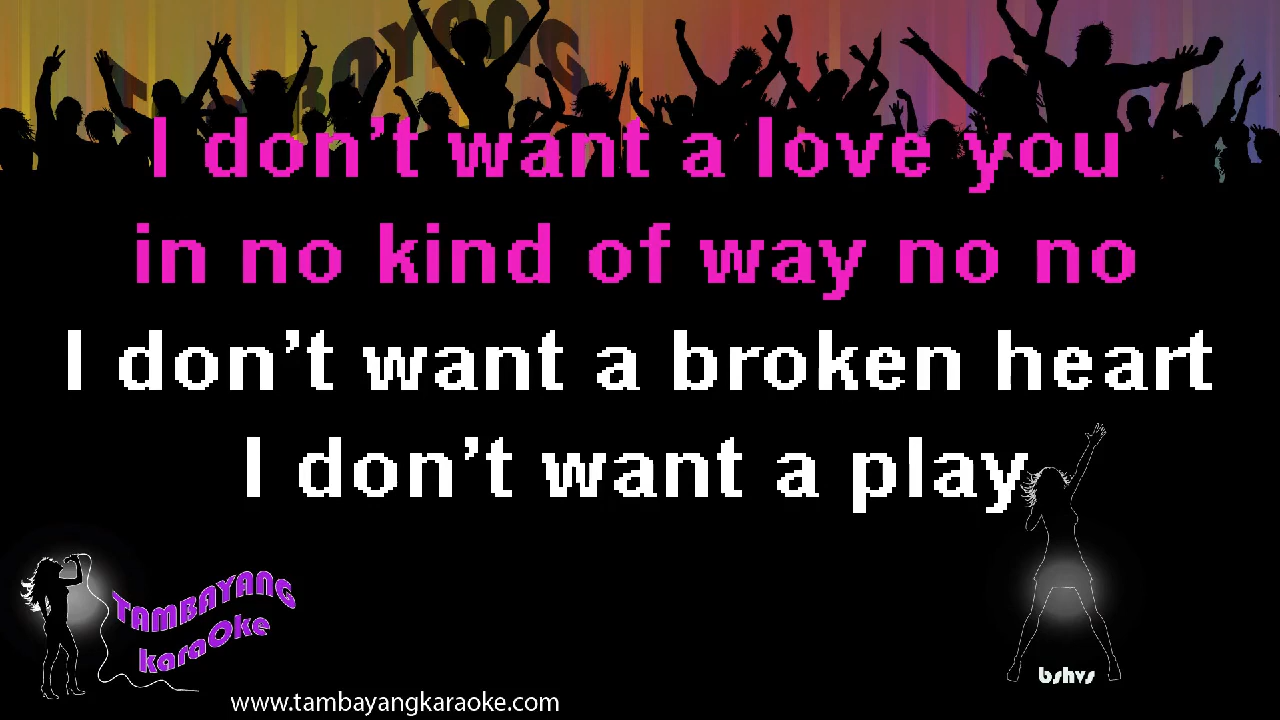 TAMBAYANG
I don't want a love you
in no kind of way no no
I don't want a broken heart
I don't want a play
TAMBAYANG
karaOke
bshvs
www.tambayangkaraoke.com